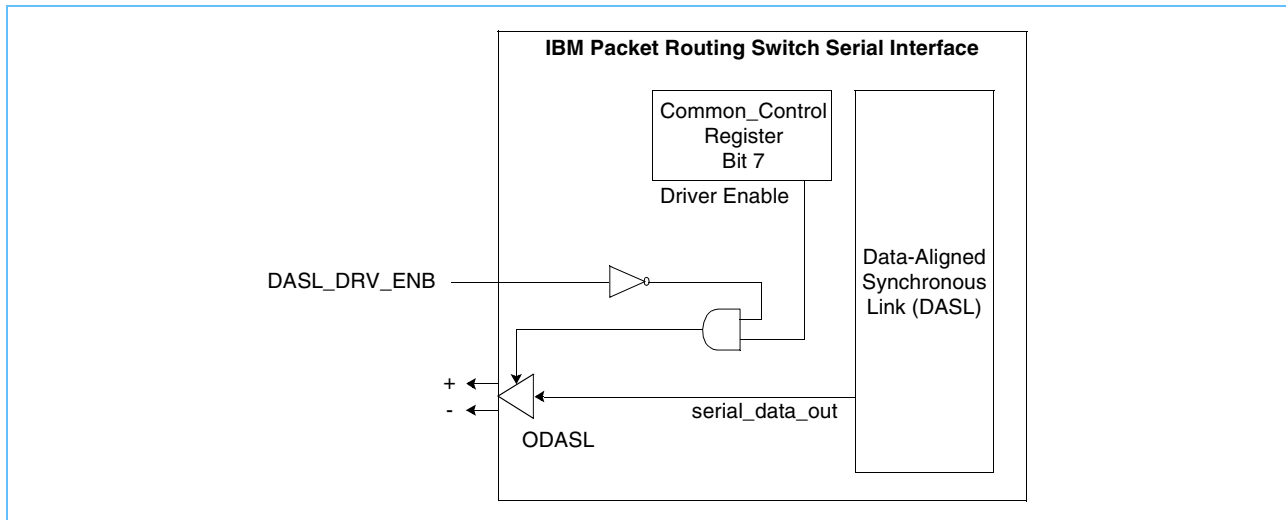 IBM Packet Routing Switch Serial Interface
Common_Control
Register
Bit 7
Driver Enable
Data-Aligned
Synchronous
Link (DASL)
DASL_DRV_ENB
+
-
serial_data_out
ODASL